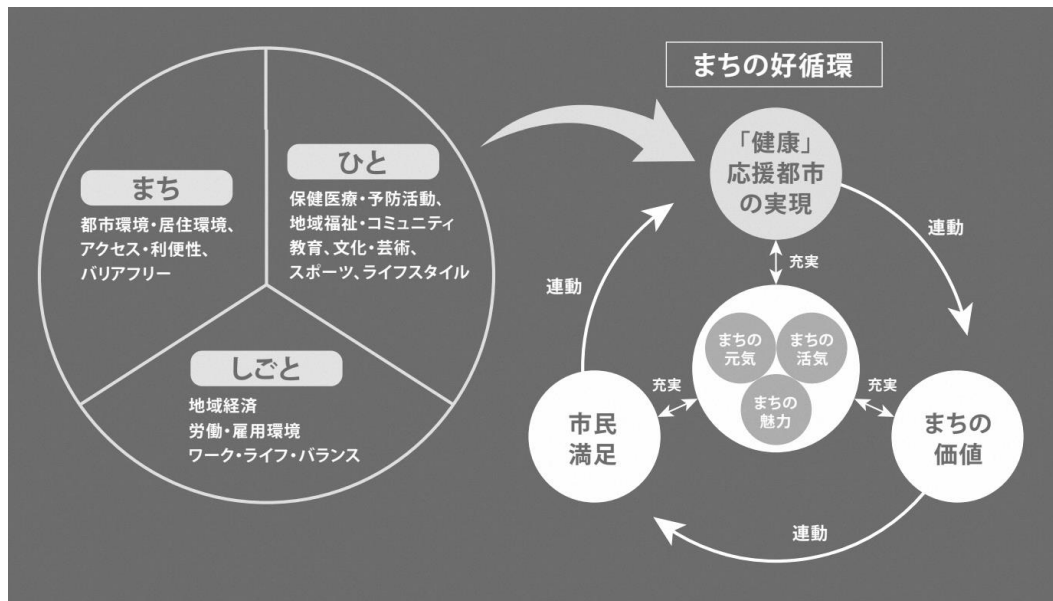 まち
都市環境・居住環境、
アクセス・利便性、
バリアフリー
ひと
保健医療・予防活動、
地域福祉・コミュニティ
教育、文化・芸術、
スポーツ、ライフスタイル
しごと
地域経済
労働・雇用環境
ワーク・ライフ・バランス
まちの好循環
「健康」
応援都市
の実現
連動
充実
連動
まちの
元気
まちの
活気
まちの
魅力
充実
充実
市民
満足
まちの
価値
連動